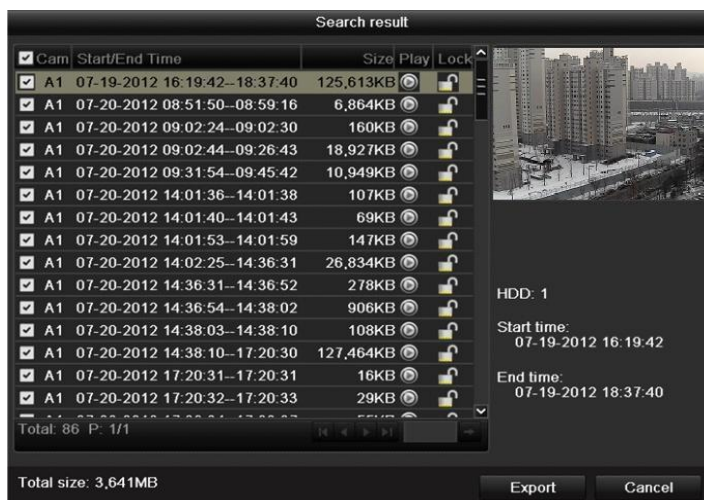 Search result
Cam Start/End Time Size Play Lock
A1 07-19-2012 16:19:42--18:37:40 125,613KB
A1 07-20-2012 08:51:50--08:59:16 6,864KB
A1 07-20-2012 09:02:24--09:02:30 160KB
A1 07-20-2012 09:02:44--09:26:43 18,927KB
A1 07-20-2012 09:31:54--09:45:42 10,949KB
A1 07-20-2012 14:01:36--14:01:38 107KB
A1 07-20-2012 14:01:40--14:01:43 69KB
A1 07-20-2012 14:01:53--14:01:59 147KB
A1 07-20-2012 14:02:25--14:36:31 26,834KB
A1 07-20-2012 14:36:31--14:36:52 278KB
A1 07-20-2012 14:36:54--14:38:02 906KB
A1 07-20-2012 14:38:03--14:38:10 108KB
A1 07-20-2012 14:38:10--17:20:30 127,464KB
A1 07-20-2012 17:20:31--17:20:31 16KB
A1 07-20-2012 17:20:32--17:20:33 29KB
Total: 86 P: 1/1
HDD: 1
Start time:
07-19-2012 16:19:42
End time:
07-19-2012 18:37:40
Total size: 3,641MB
Export Cancel